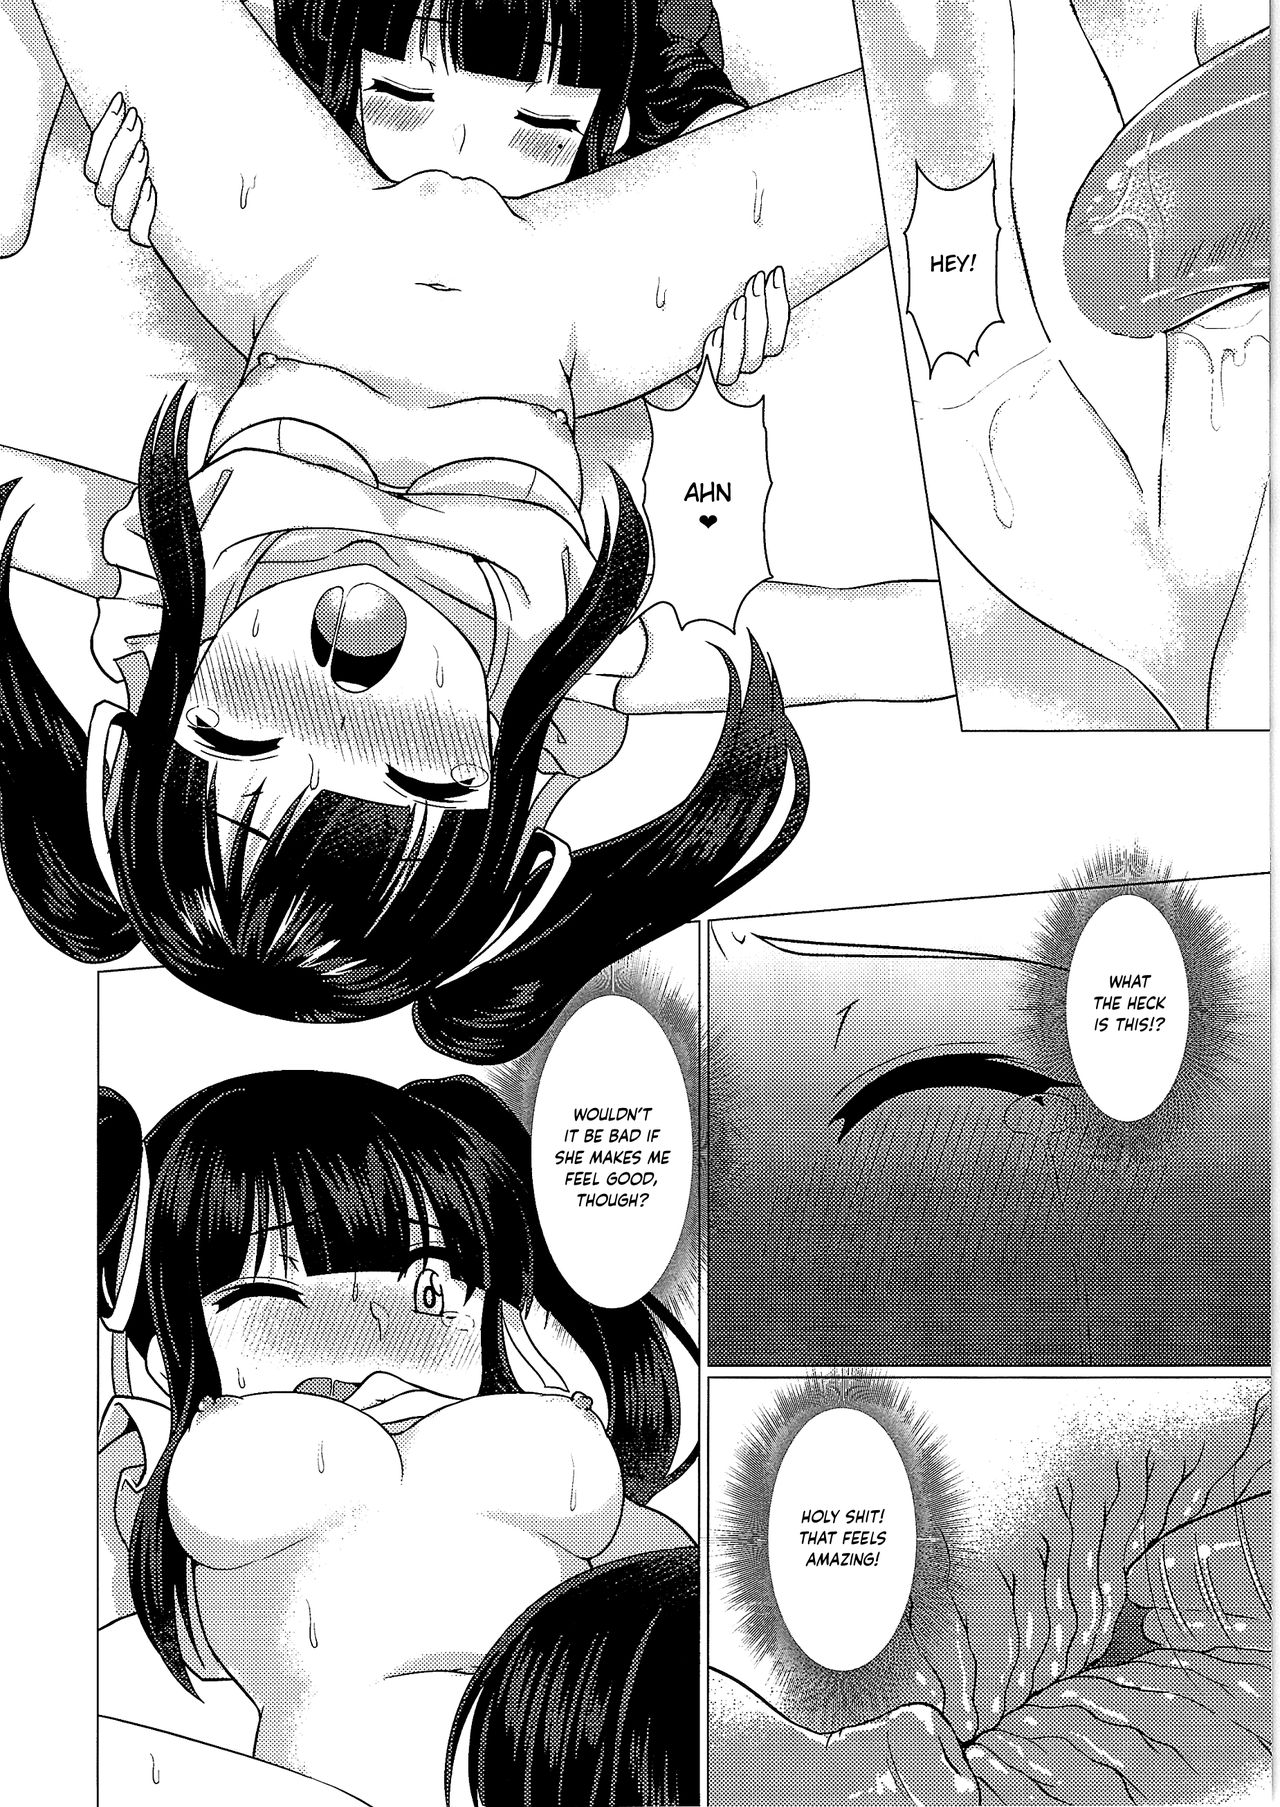 HEY!
AHN
♥
WHAT
THE HECK
IS THIS!?
HOLY SHIT!
THAT FEELS
AMAZING!
WOULDN'T
IT BE BAD IF
SHE MAKES ME
FEEL GOOD,
THOUGH?